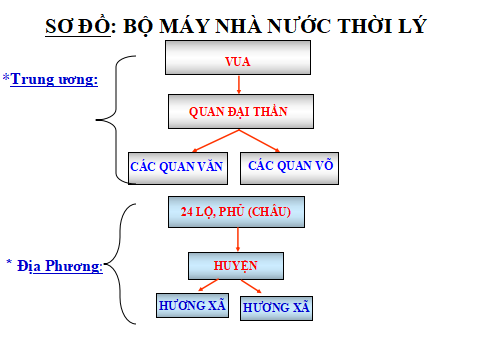 SƠ ĐỒ: BỘ MÁY NHÀ NƯỚC THỜI LÝ
VUA
*Trung ương:
QUAN ĐẠI THẦN
CÁC QUAN VĂN
CÁC QUAN VÕ
24 LỘ, PHỦ (CHÂU)
* Địa Phương:
HUYỆN
HƯƠNG XÃ
HƯƠNG XÃ